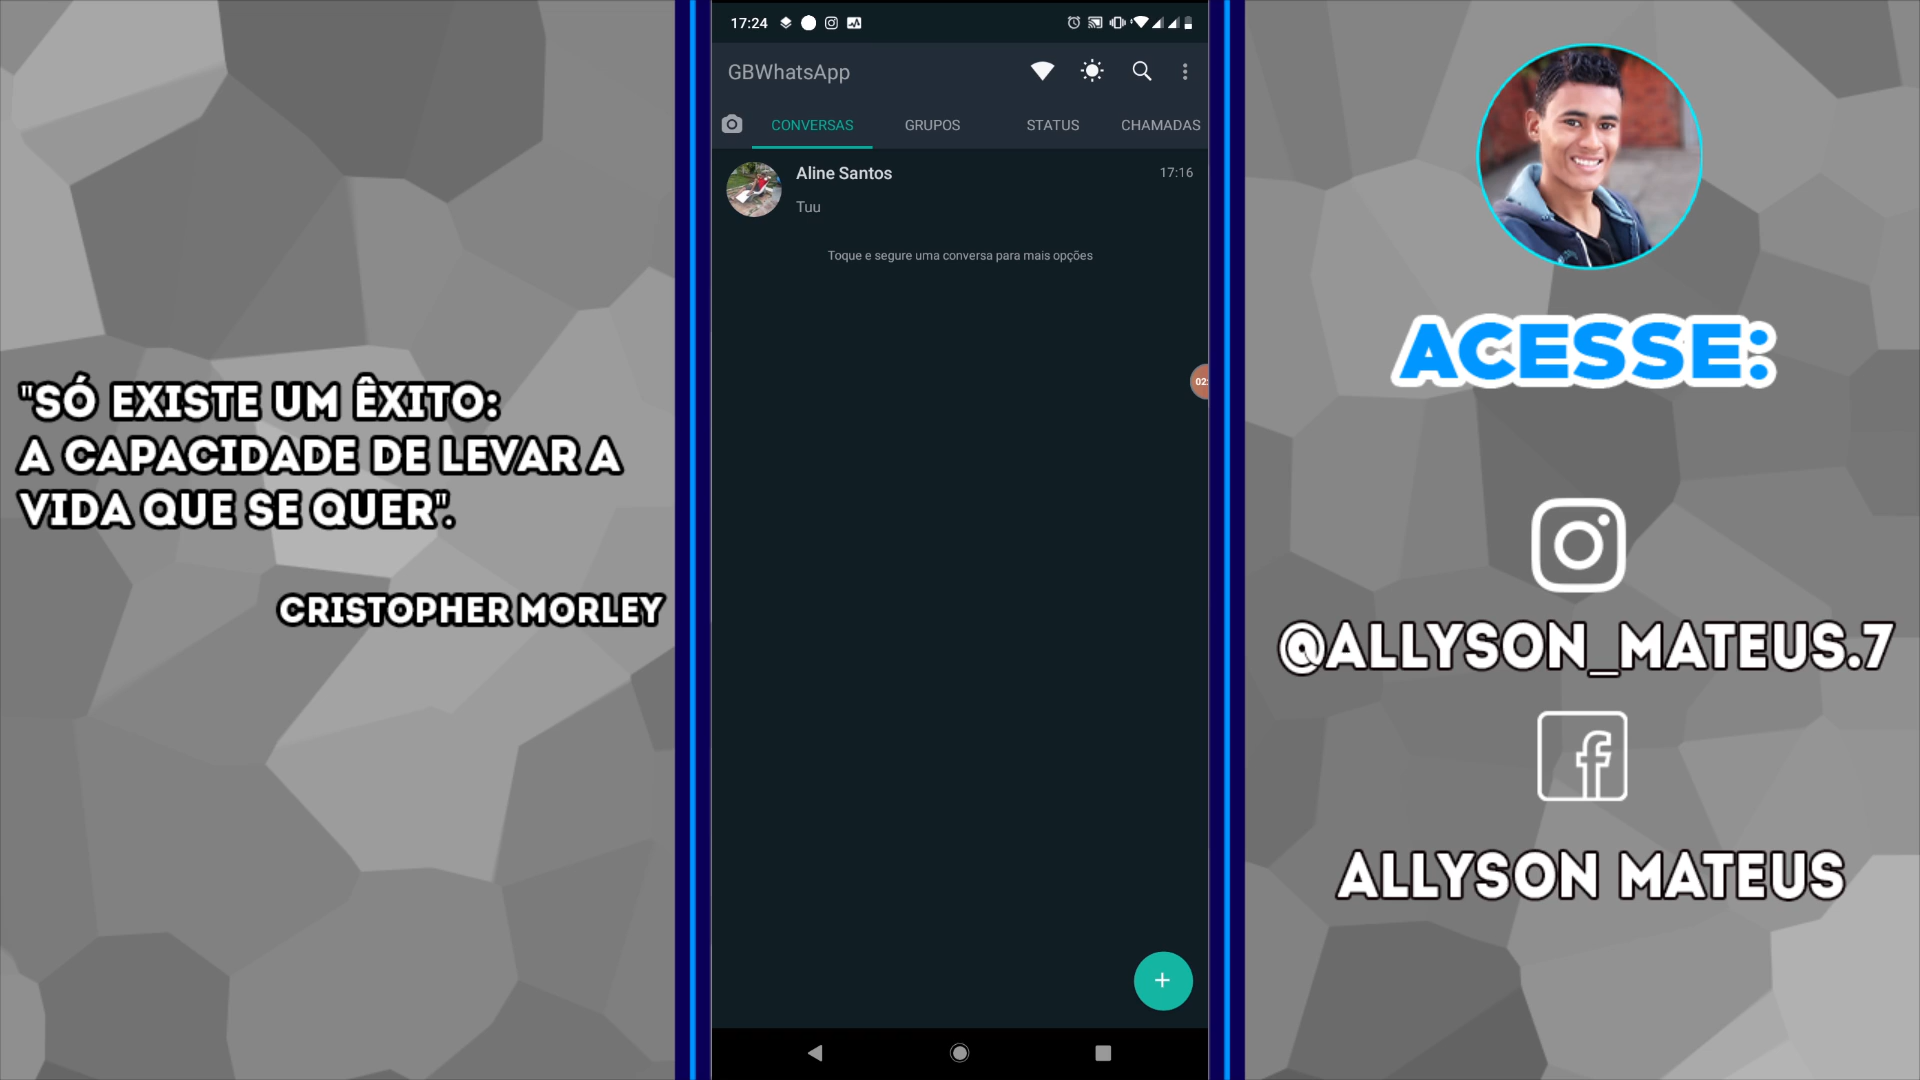 "SÓ EXISTE UM ÊXITO:
A CAPACIDADE DE LEVAR A
VIDA QUE SE QUER".
CRISTOPHER MORLEY
17:24
GBWhatsApp
CONVERSAS GRUPOS STATUS CHAMADAS
Aline Santos 17:16
Tuu
Toque e segure uma conversa para mais opções
02:
ACESSE:
@ALLYSON_MATEUS.7
ALLYSON MATEUS